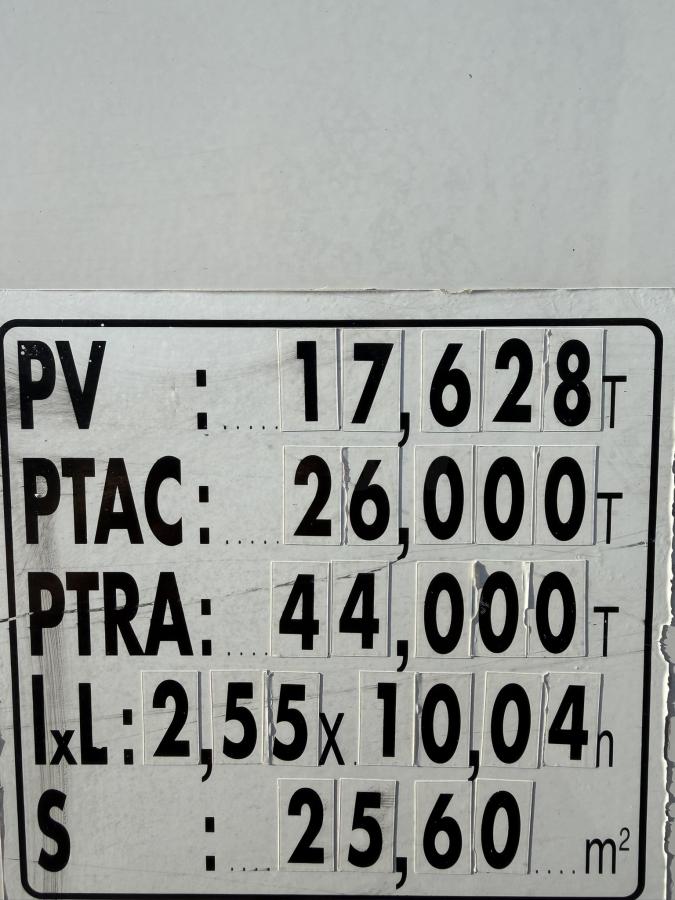 PV : ..... 17,628 T
PTAC : ..... 26,000 T
PTRA : .... 44,000 T
lxL : 2,55 x . 10,04 n
S : .... 25,60 .... m²